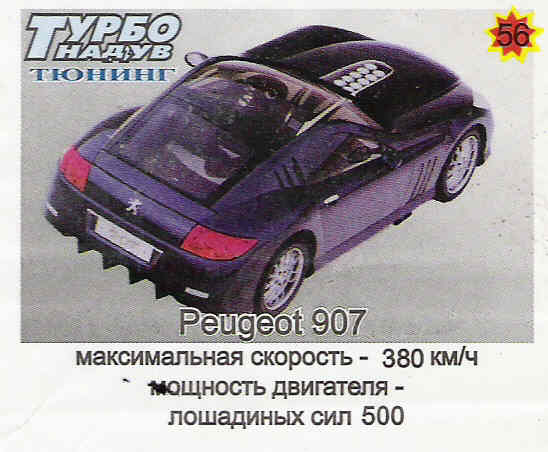 ТУРБО
НАДУВ
ТЮНИНГ
56
Peugeot 907
максимальная скорость - 380 км/ч
мощность двигателя -
лошадиных сил 500